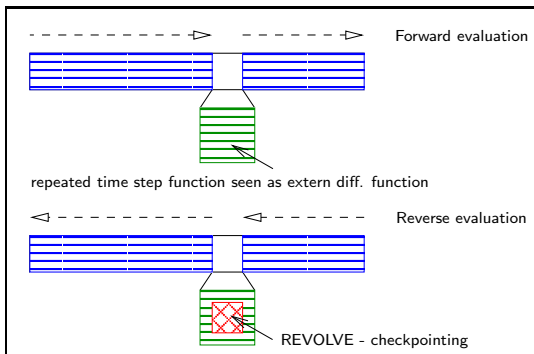 Forward evaluation
repeated time step function seen as extern diff. function
Reverse evaluation
REVOLVE - checkpointing